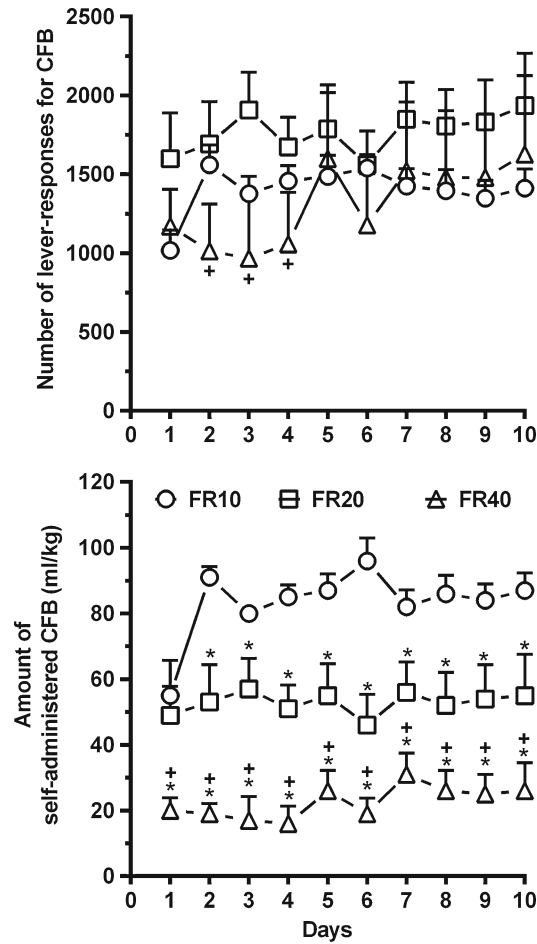 Number of lever-responses for CFB
2500
2000
1500
1000
500
0
+ + +
0 1 2 3 4 5 6 7 8 9 10
Amount of
self-administered CFB (ml/kg)
120
100
80
60
40
20
0
FR10 FR20 FR40
* * * * * * * * *
+ + + + + + + + + +
* * * * * * * * * *
0 1 2 3 4 5 6 7 8 9 10
Days